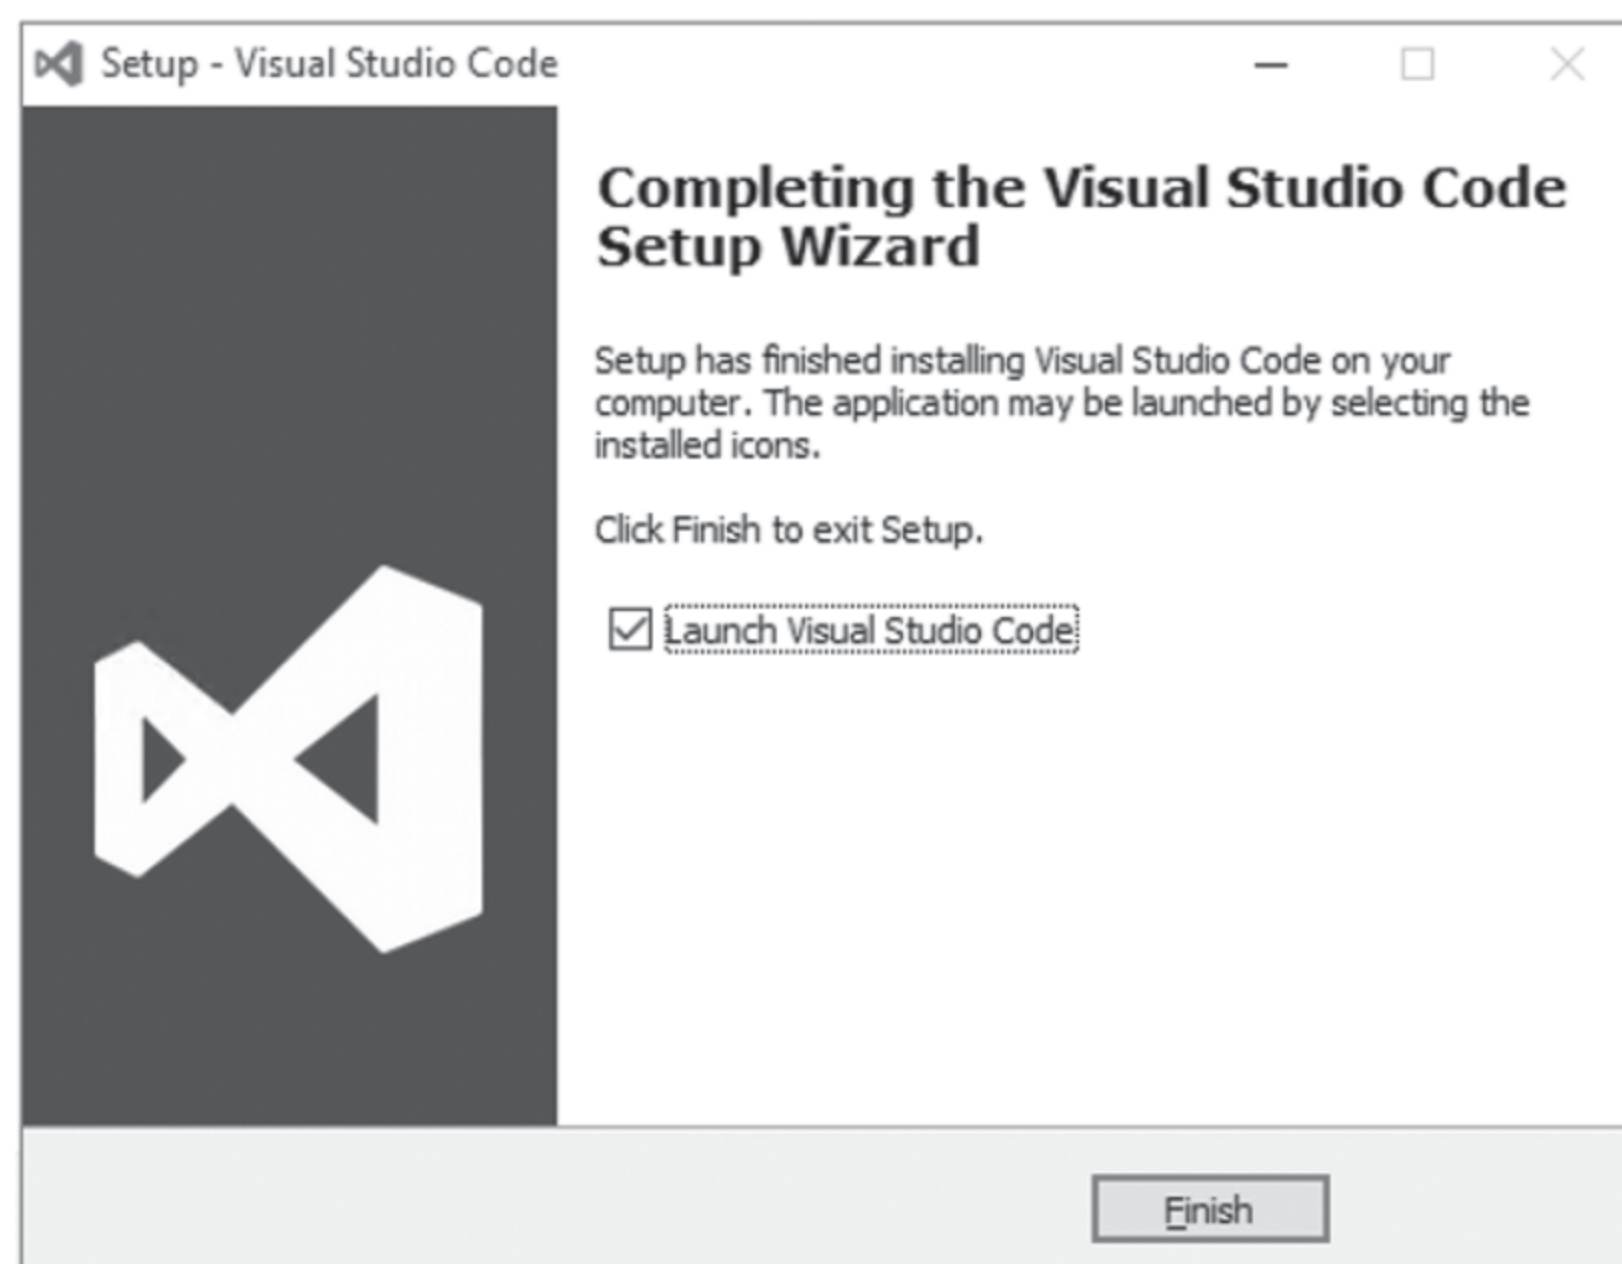 Setup - Visual Studio Code
Completing the Visual Studio Code
Setup Wizard
Setup has finished installing Visual Studio Code on your
computer. The application may be launched by selecting the
installed icons.
Click Finish to exit Setup.
Launch Visual Studio Code
Finish